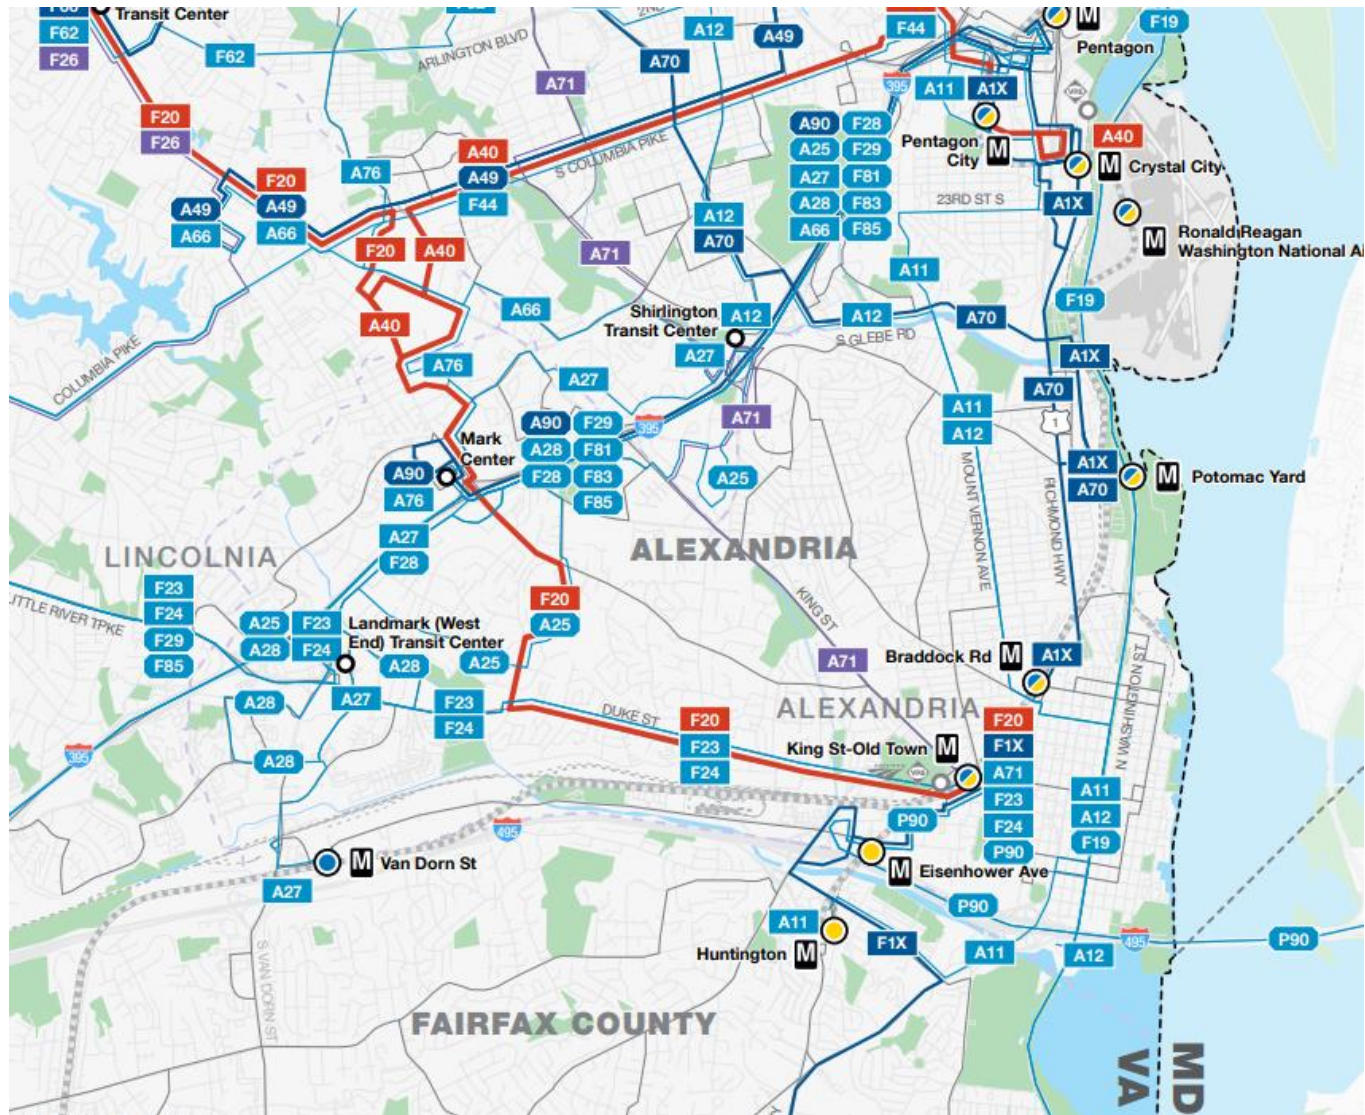 Transit Center
F62
F26
F62
ARLINGTON BLVD
2ND
A12
A49
A70
A71
F44
F19
M
Pentagon
395
A11
A1X
F20
F26
A90 F28
A25 F29
A27 F81
A28 F83
A66 F85
Pentagon
City
M
A40
M
Crystal City
A40
A49
F44
S COLUMBIA PIKE
A76
F20
A49
A66
A49
A66
23RD ST S
A1X
A12
A70
M
Ronald Reagan
Washington National Ai
F20
A40
A71
A11
F19
A66
Shirlington
Transit Center
A12
A12
A70
S GLEBE RD
A40
COLUMBIA PIKE
A76
A27
A27
A1X
A70
A71
A11
A12
1
395
A90 F29
A28 F81
F28 F83
F85
Mark
Center
A90
A76
A25
A1X
A70
M
Potomac Yard
MOUNT VERNON AVE
RICHMOND HWY
A27
F28
LINCOLNIA
ALEXANDRIA
F23
F24
F29
F85
TTLE RIVER TPKE
F20
A25
KING ST
A25 F23
A28 F24
Landmark (West
End) Transit Center
A28
A25
A71
Braddock Rd
M
A1X
N WASHINGTON ST
A28
A27
F23
F24
DUKE ST
F20
F23
F24
ALEXANDRIA
King St-Old Town
M
VRE
F20
F1X
A71
F23
F24
P90
395
A28
A11
A12
F19
495
P90
M
Van Dorn St
A27
M
Eisenhower Ave
P90
A11
Huntington
M
F1X
A11
A12
495
P90
S VAN DORN ST
FAIRFAX COUNTY
VA
MD